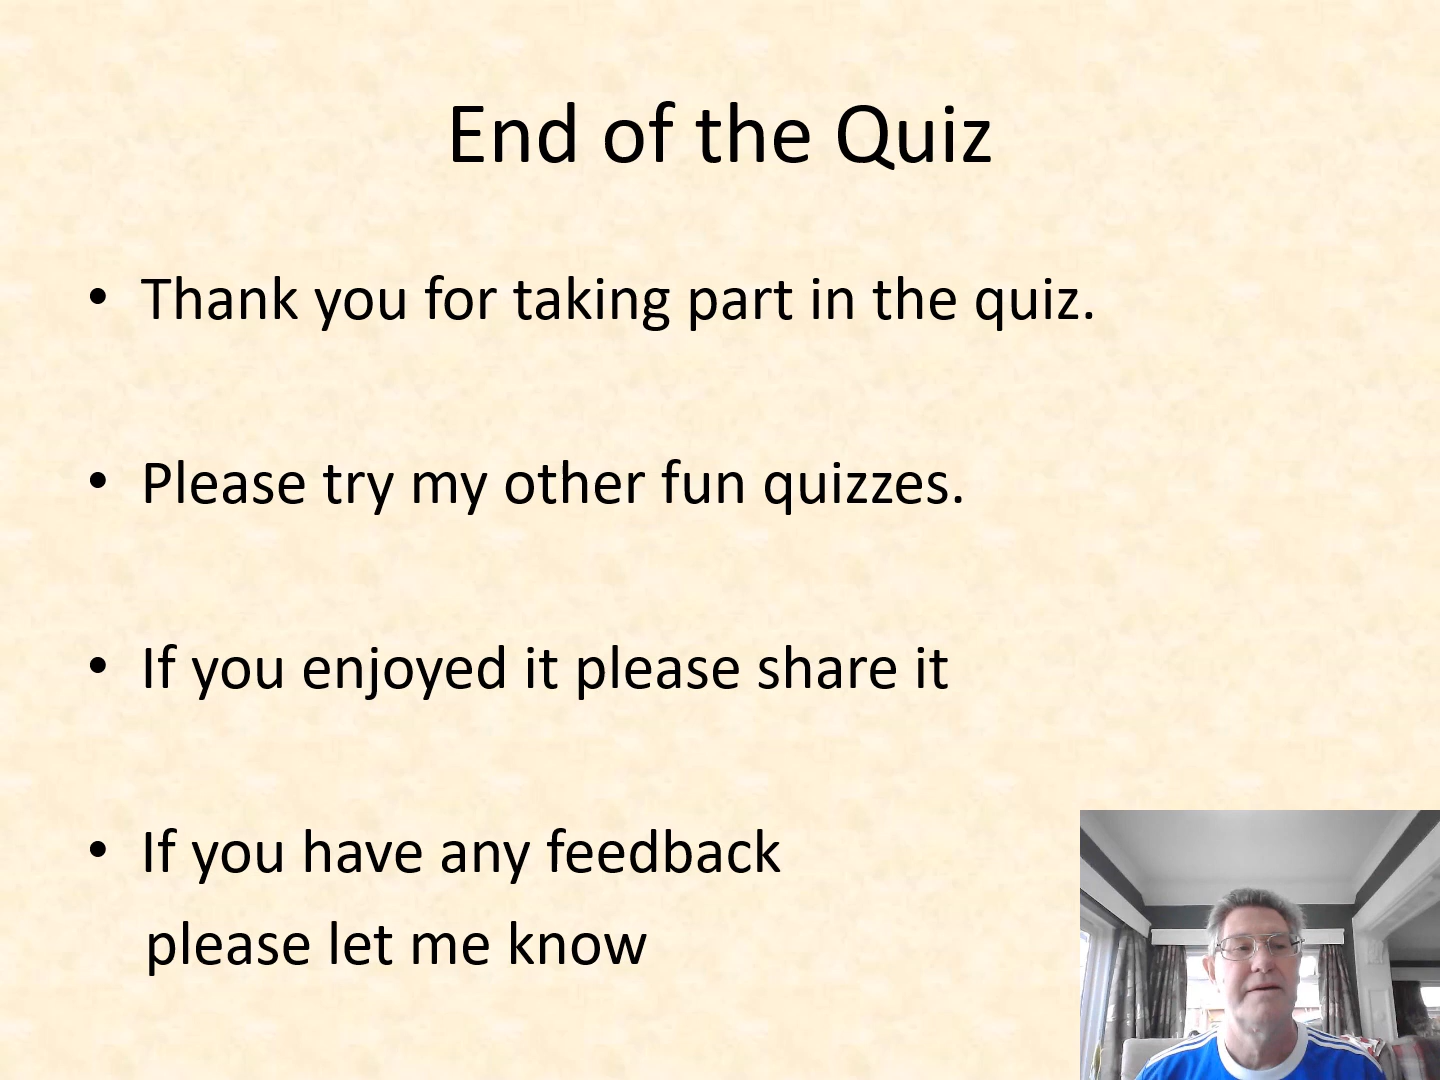 End of the Quiz
• Thank you for taking part in the quiz.
• Please try my other fun quizzes.
• If you enjoyed it please share it
• If you have any feedback
please let me know